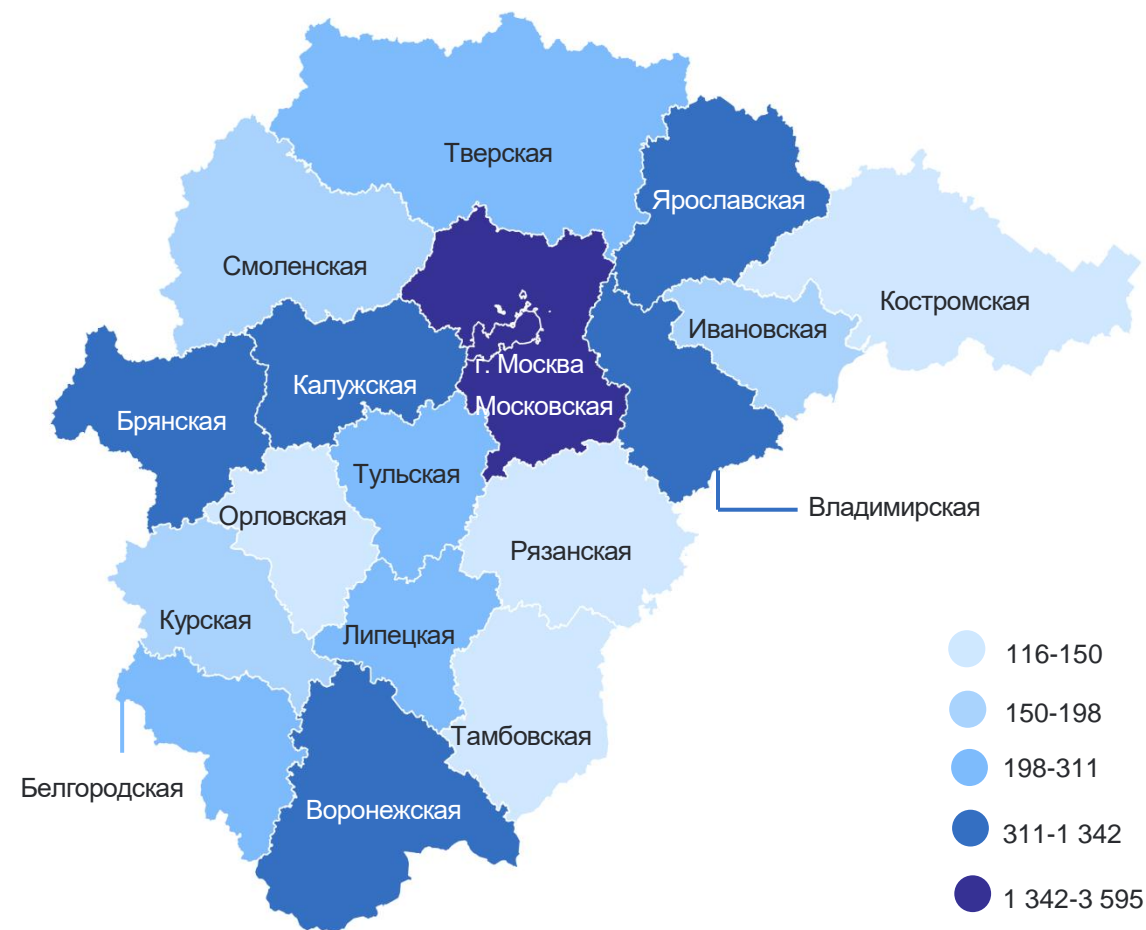 Тверская
Ярославская
Смоленская
Костромская
Ивановская
г. Москва
Калужская
Московская
Брянская
Тульская
Владимирская
Орловская
Рязанская
Курская
Липецкая
Тамбовская
Белгородская
Воронежская
116-150
150-198
198-311
311-1 342
1 342-3 595